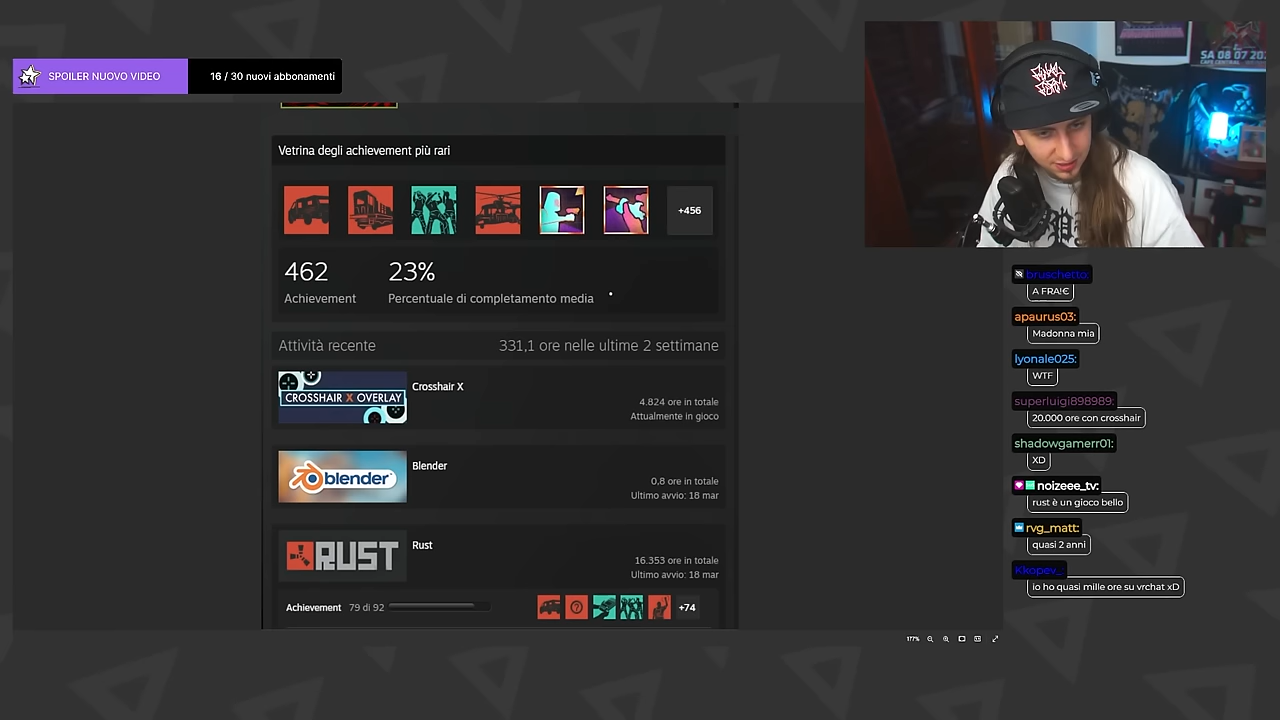 SPOILER NUOVO VIDEO
16 / 30 nuovi abbonamenti
SA 08 07
Vetrina degli achievement più rari
+456
462
23%
Achievement
Percentuale di completamento media
Attività recente
331,1 ore nelle ultime 2 settimane
CROSSHAIR X OVERLAY
Crosshair X
4.824 ore in totale
Attualmente in gioco
blender
Blender
0,8 ore in totale
Ultimo avvio: 18 mar
RUST
Rust
16.353 ore in totale
Ultimo avvio: 18 mar
Achievement 79 di 92
+74
bruschetto:
A FRA!€
apaurus03:
Madonna mia
lyonale025:
WTF
superluigi898989:
20.000 ore con crosshair
shadowgamerr01:
XD
noizeee_tv:
rust è un gioco bello
rvg_matt:
quasi 2 anni
Kkopev_:
io ho quasi mille ore su vrchat xD
177%